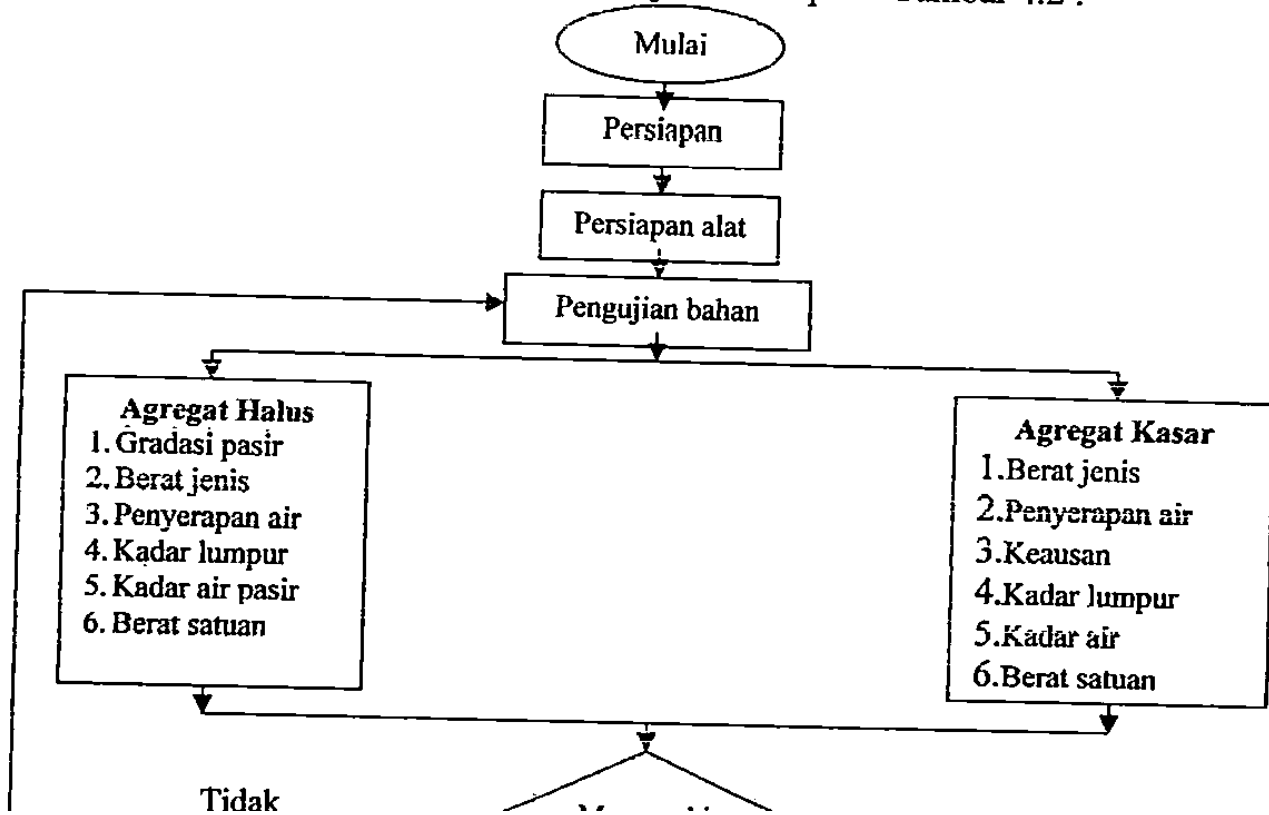 4.2 :
Mulai
Persiapan
Persiapan alat
Pengujian bahan
Agregat Halus
1. Gradasi pasir
2. Berat jenis
3. Penyerapan air
4. Kadar lumpur
5. Kadar air pasir
6. Berat satuan
Agregat Kasar
1.Berat jenis
2.Penyerapan air
3.Keausan
4.Kadar lumpur
5.Kadar air
6.Berat satuan
Tidak